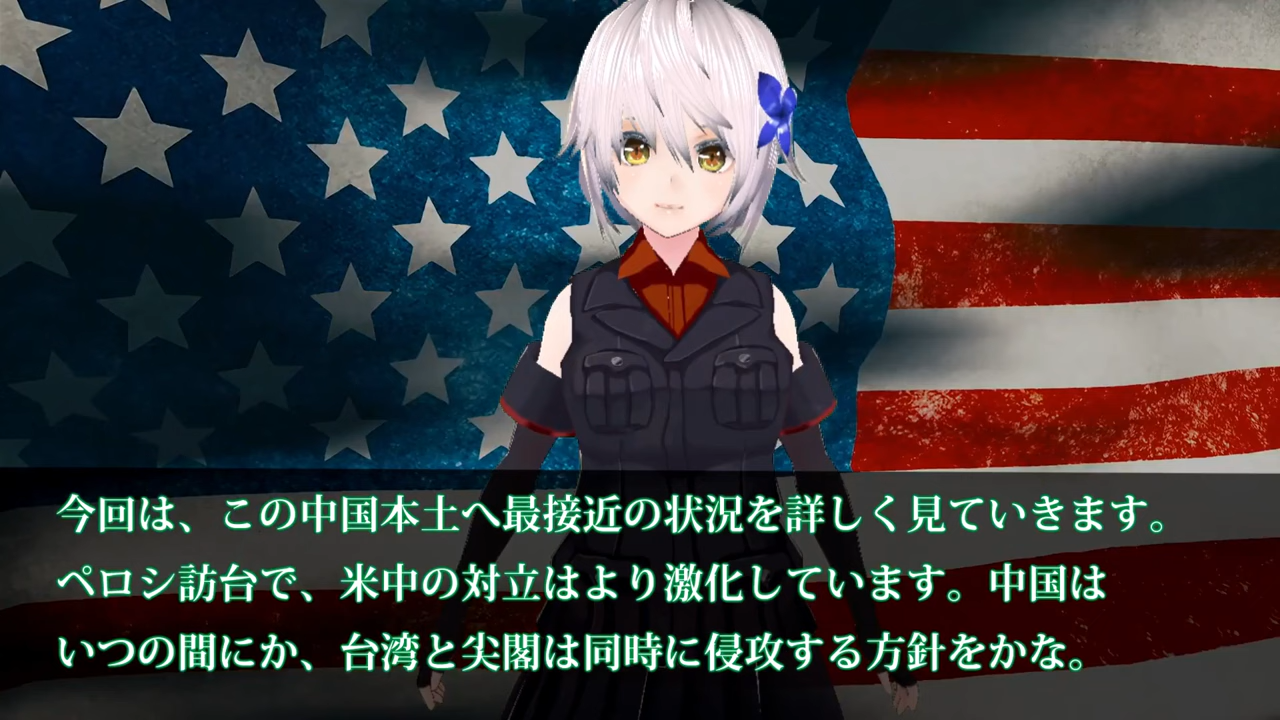 今回は、この中国本土へ最接近の状況を詳しく見ていきます。
ペロシ訪台で、米中の対立はより激化しています。中国は
いつの間にか、台湾と尖閣は同時に侵攻する方針をかな。